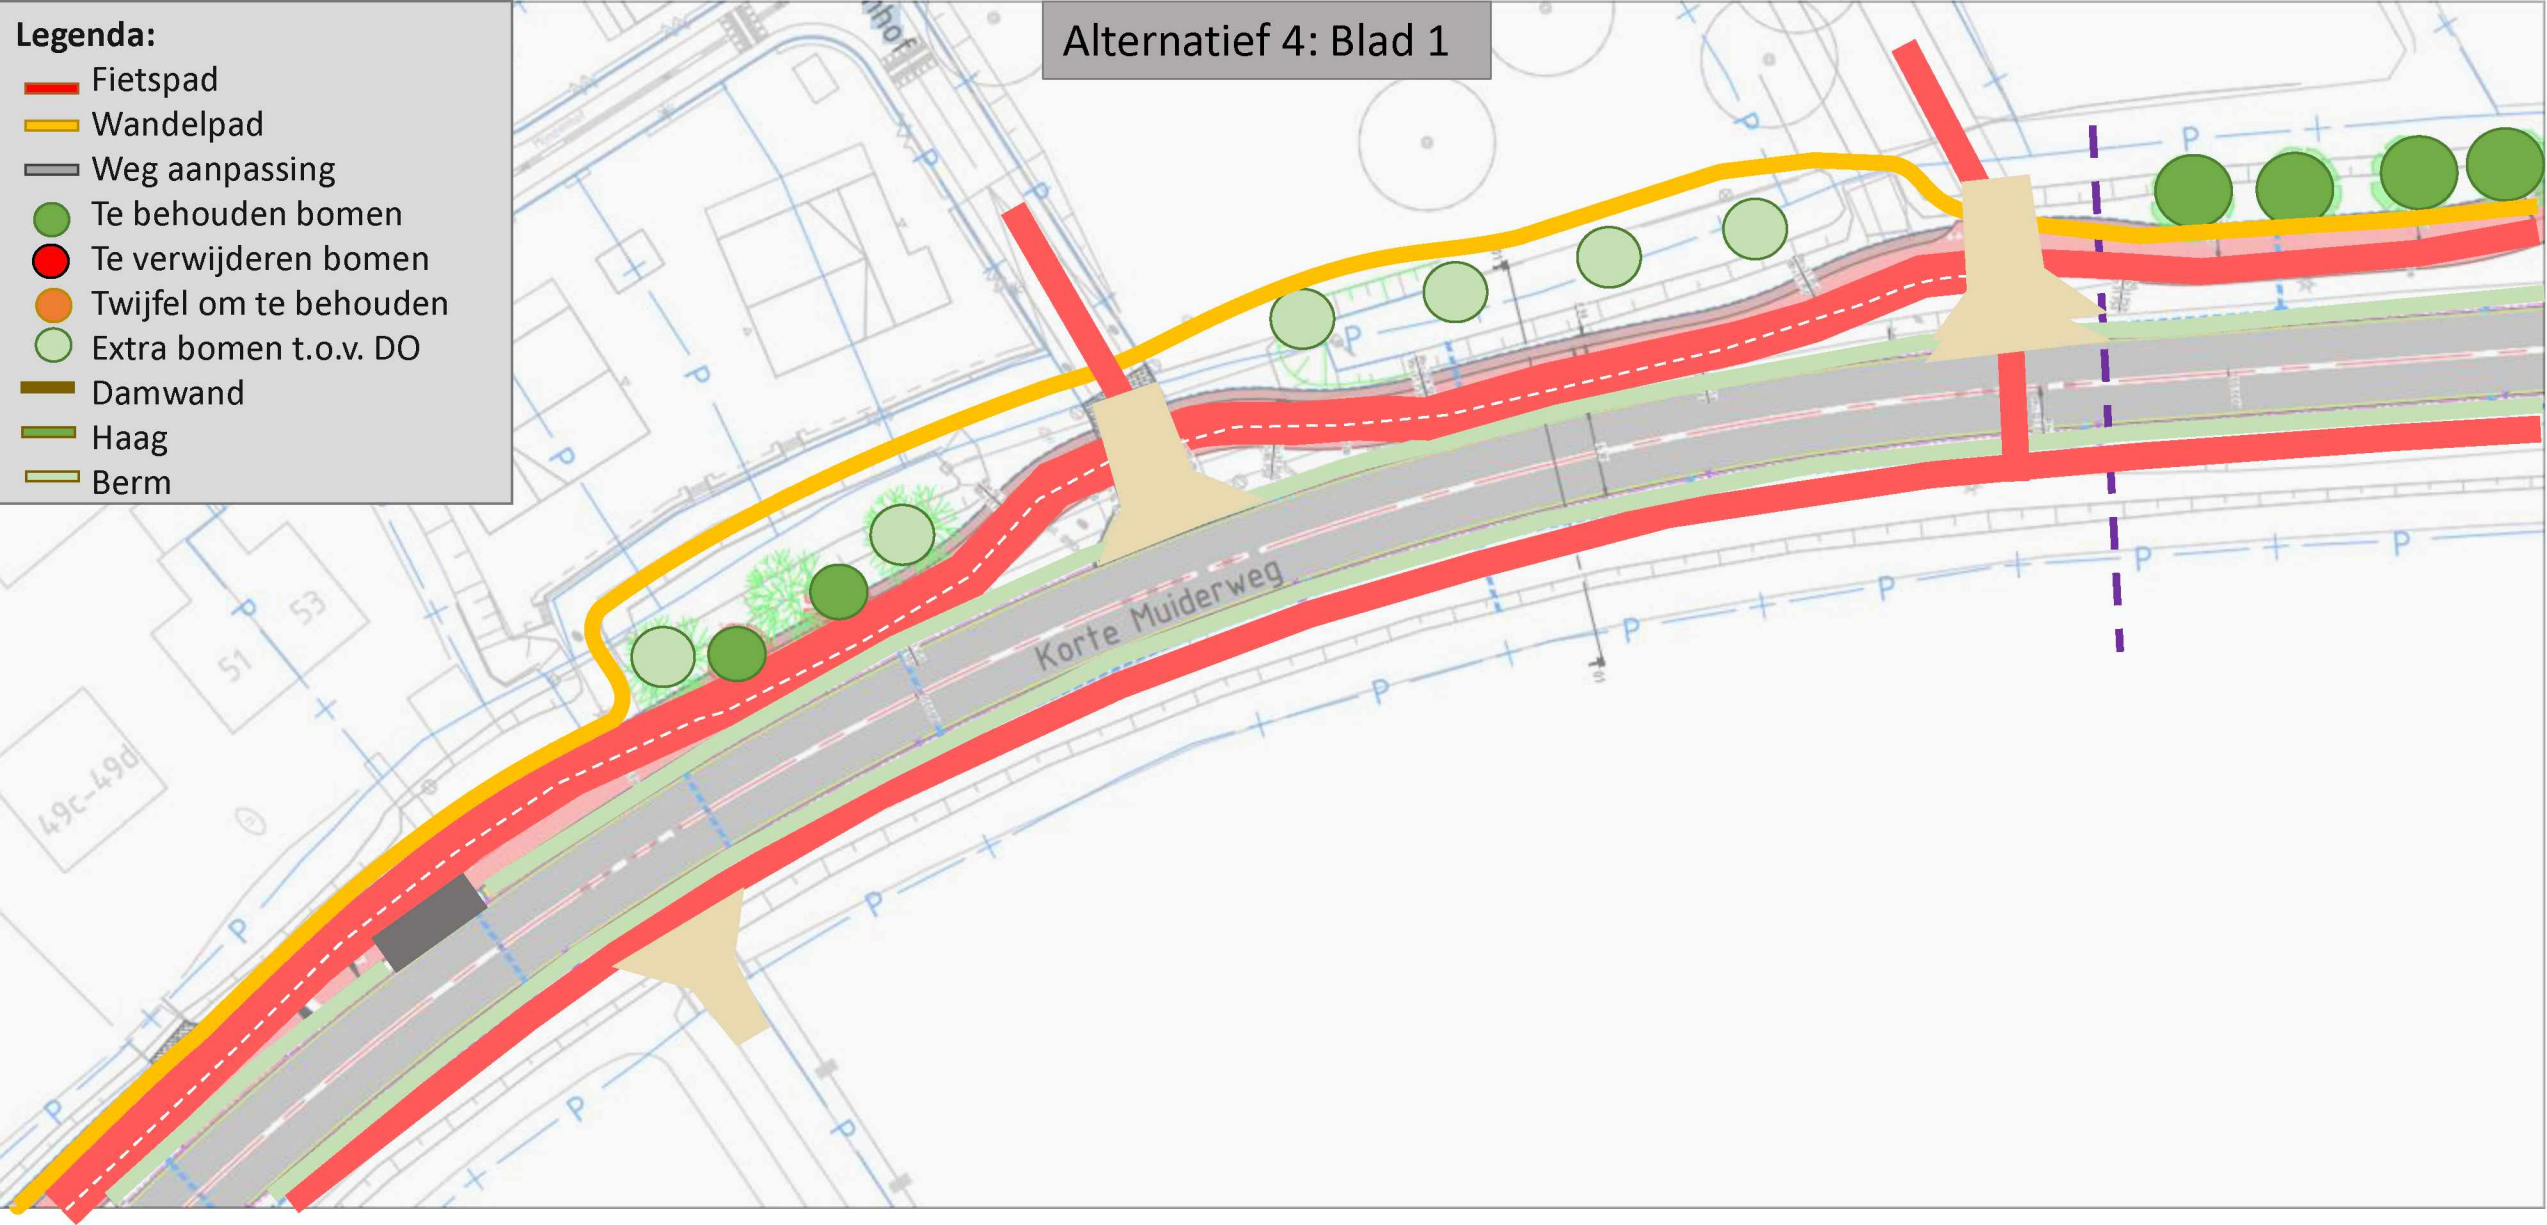 Legenda:
Fietspad
Wandelpad
Weg aanpassing
Te behouden bomen
Te verwijderen bomen
Twijfel om te behouden
Extra bomen t.o.v. DO
Damwand
Haag
Berm
Alternatief 4: Blad 1
nhof
P
P
P
P
P
P
P
P
P
53
51
49c-49d
Korte Muiderweg
P
P
P
P
P
P
P
P
P
P